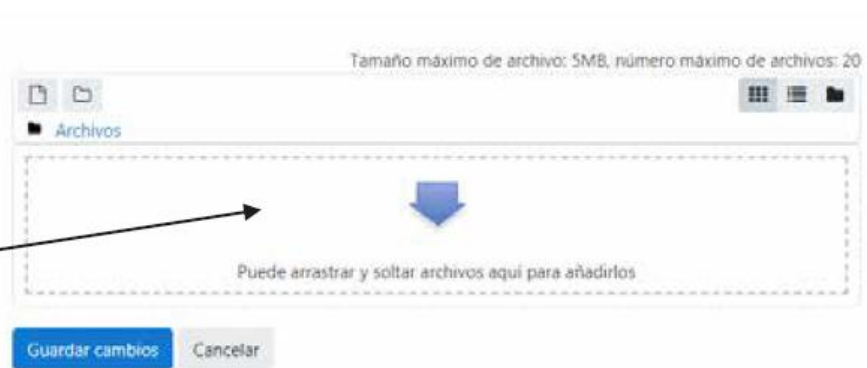 Tamaño máximo de archivo: 5MB, número máximo de archivos: 20
Archivos
Puede arrastrar y soltar archivos aquí para añadirlos
Guardar cambios Cancelar